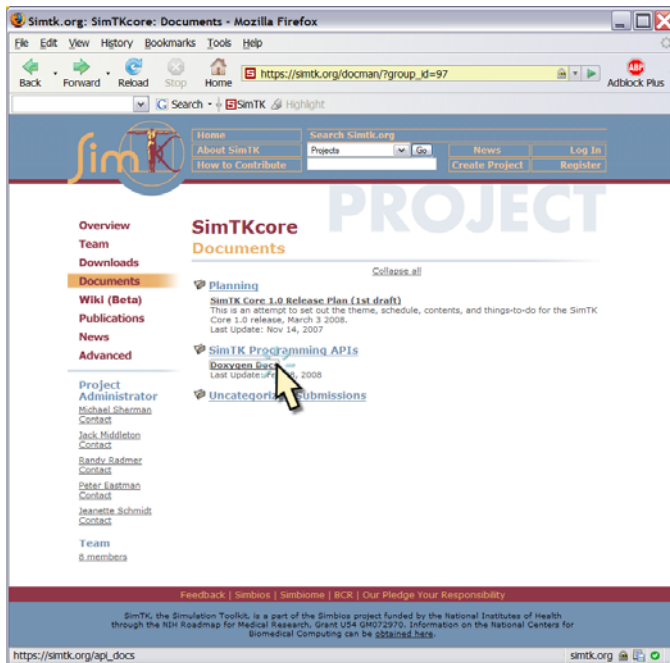 Simtk.org: SimTKcore: Documents - Mozilla Firefox
File Edit View History Bookmarks Tools Help
Back Forward Reload Stop Home https://simtk.org/docman/?group_id=97 Adblock Plus
ABP
G Search SimTK Highlight
SimTK
Home Search Simtk.org
About SimTK Projects Go News Log In
How to Contribute Create Project Register
PROJECT
SimTKcore
Documents
Overview
Team
Downloads
Documents
Wiki (Beta)
Publications
News
Advanced
Project
Administrator
Michael Sherman
Contact
Jack Middleton
Contact
Randy Radmer
Contact
Peter Eastman
Contact
Jeanette Schmidt
Contact
Team
8 members
Collapse all
Planning
SimTK Core 1.0 Release Plan (1st draft)
This is an attempt to set out the theme, schedule, contents, and things-to-do for the SimTK
Core 1.0 release, March 3 2008.
Last Update: Nov 14, 2007
SimTK Programming APIs
Doxygen Docs
Last Update: 2008
Uncategorized Submissions
Feedback | Simbios | Simbiome | BCR | Our Pledge Your Responsibility
SimTK, the Simulation Toolkit, is a part of the Simbios project funded by the National Institutes of Health
through the NIH Roadmap for Medical Research, Grant U54 GM072970. Information on the National Centers for
Biomedical Computing can be obtained here.
https://simtk.org/api_docs simtk.org